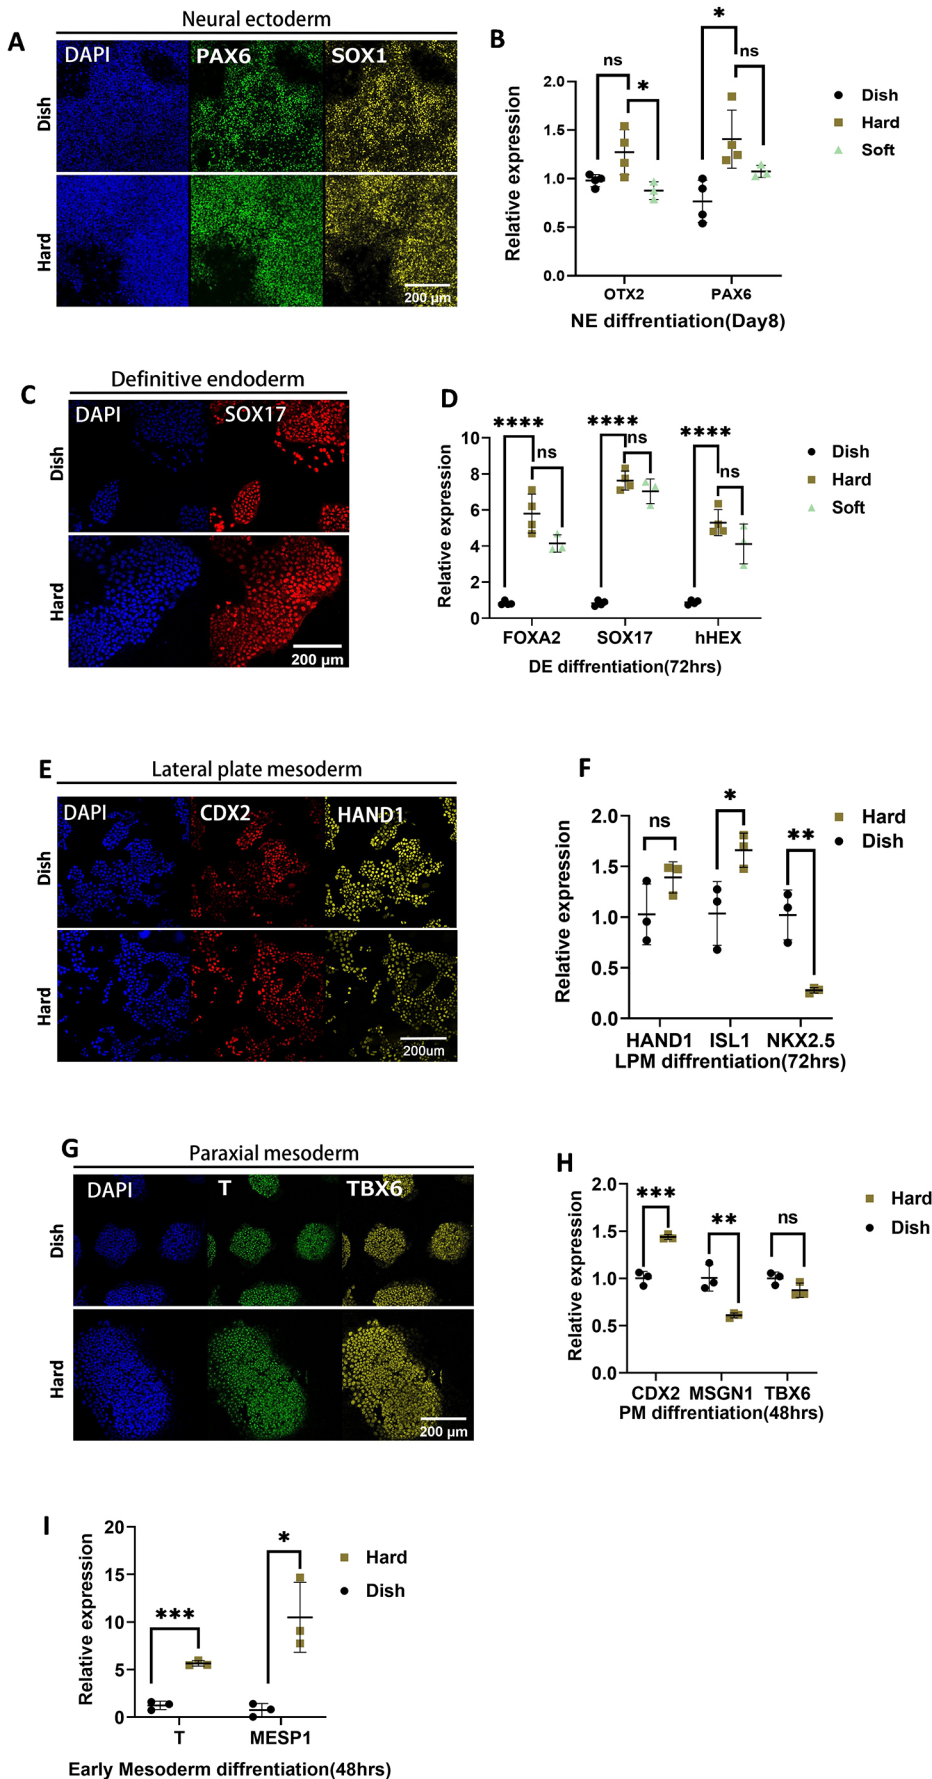 Neural ectoderm
A
DAPI
PAX6
SOX1
Dish
Hard
200 μm
B
ns
*
*
ns
Relative expression
2.0
1.5
1.0
0.5
0.0
OTX2
PAX6
NE diffrentiation(Day8)
Dish
Hard
Soft
C
Definitive endoderm
DAPI
SOX17
Dish
Hard
200 μm
D
****
ns
****
ns
****
ns
Relative expression
10
8
6
4
2
0
FOXA2
SOX17
hHEX
DE diffrentiation(72hrs)
Dish
Hard
Soft
E
Lateral plate mesoderm
DAPI
CDX2
HAND1
Dish
Hard
200um
F
ns
*
**
Relative expression
2.0
1.5
1.0
0.5
0.0
HAND1
ISL1
NKX2.5
LPM diffrentiation(72hrs)
Hard
Dish
G
Paraxial mesoderm
DAPI
T
TBX6
Dish
Hard
200 μm
H
***
**
ns
Relative expression
2.0
1.5
1.0
0.5
0.0
CDX2
MSGN1
TBX6
PM diffrentiation(48hrs)
Hard
Dish
I
***
*
Relative expression
20
15
10
5
0
T
MESP1
Early Mesoderm diffrentiation(48hrs)
Hard
Dish